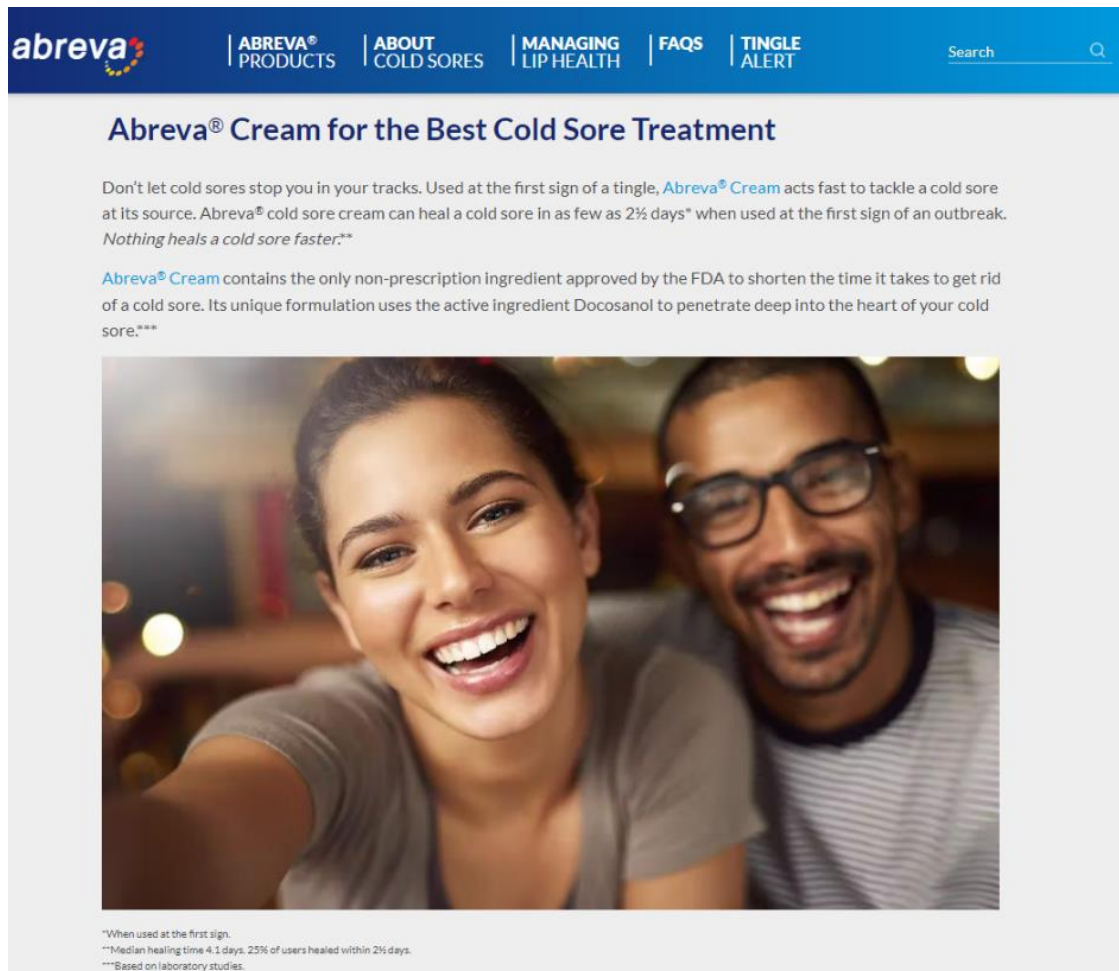 abreva
ABREVA® PRODUCTS
ABOUT COLD SORES
MANAGING LIP HEALTH
FAQS
TINGLE ALERT
Search
Abreva® Cream for the Best Cold Sore Treatment
Don't let cold sores stop you in your tracks. Used at the first sign of a tingle, Abreva® Cream acts fast to tackle a cold sore
at its source. Abreva® cold sore cream can heal a cold sore in as few as 2½ days* when used at the first sign of an outbreak.
Nothing heals a cold sore faster.**
Abreva® Cream contains the only non-prescription ingredient approved by the FDA to shorten the time it takes to get rid
of a cold sore. Its unique formulation uses the active ingredient Docosanol to penetrate deep into the heart of your cold
sore.***
*When used at the first sign.
**Median healing time 4.1 days. 25% of users healed within 2½ days.
***Based on laboratory studies.